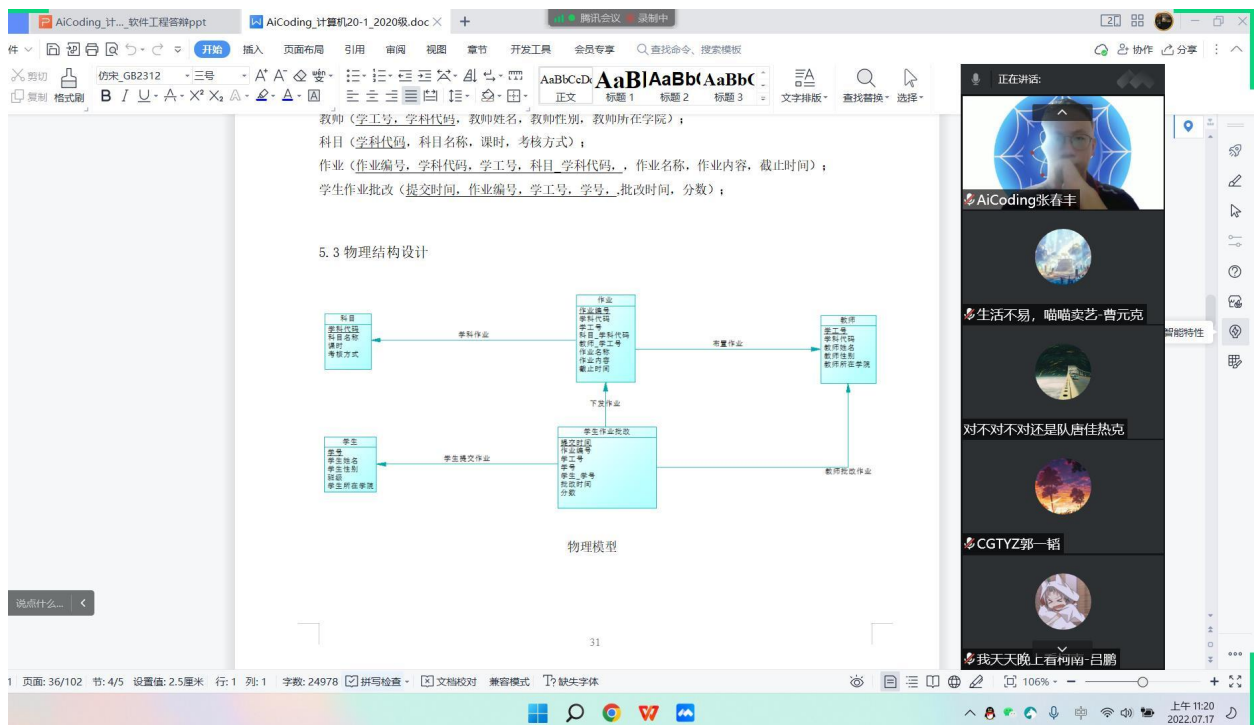 AiCoding_计..._软件工程答辩ppt
AiCoding_计算机20-1_2020级.doc
腾讯会议 录制中
件
开始 插入 页面布局 引用 审阅 视图 章节 开发工具 会员专享 查找命令、搜索模板
协作 分享
剪切
复制 格式刷
仿宋_GB2312 三号
AaBbCcDd AaBl AaBb( AaBb(
正文 标题 1 标题 2 标题 3
文字排版 查找替换 选择
教师（学工号，学科代码，教师姓名，教师性别，教师所在学院）；
科目（学科代码，科目名称，课时，考核方式）；
作业（作业编号，学科代码，学工号，科目_学科代码，，作业名称，作业内容，截止时间）；
学生作业批改（提交时间，作业编号，学工号，学号，,批改时间，分数）；
5.3 物理结构设计
科目
学科代码
科目名称
课时
考核方式
学科作业
作业
作业编号
学科代码
学工号
科目_学科代码
教师_学工号
作业名称
作业内容
截止时间
布置作业
教师
学工号
学科代码
教师姓名
教师性别
教师所在学院
下发作业
学生
学号
学生姓名
学生性别
班级
学生所在学院
学生提交作业
学生作业批改
提交时间
作业编号
学工号
学号
学生_学号
批改时间
分数
教师批改作业
物理模型
31
正在讲话:
AiCoding张春丰
生活不易，喵喵卖艺-曹元克
对不对不对还是队唐佳热克
CGTYZ郭一韬
我天天晚上看柯南-吕鹏
智能特性
说点什么...
页面: 36/102 节: 4/5 设置值: 2.5厘米 行: 1 列: 1 字数: 24978 拼写检查 文档校对 兼容模式 缺失字体
106%
中
上午 11:20
2022.07.17